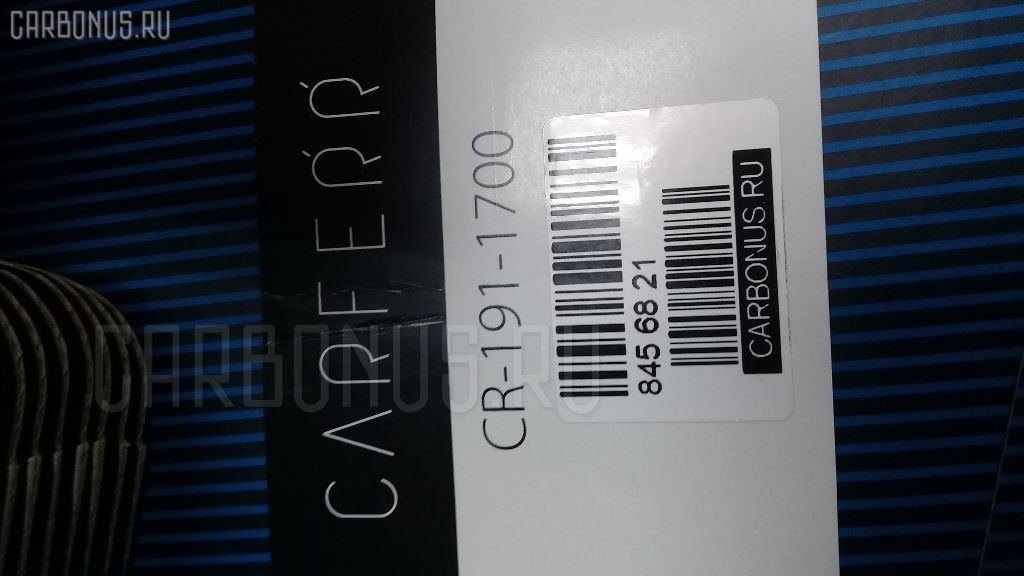 CARBONUS.RU
CARFERR
CR-191-1700
845 68 21
CARBONUS RU
CARBONUS.RU